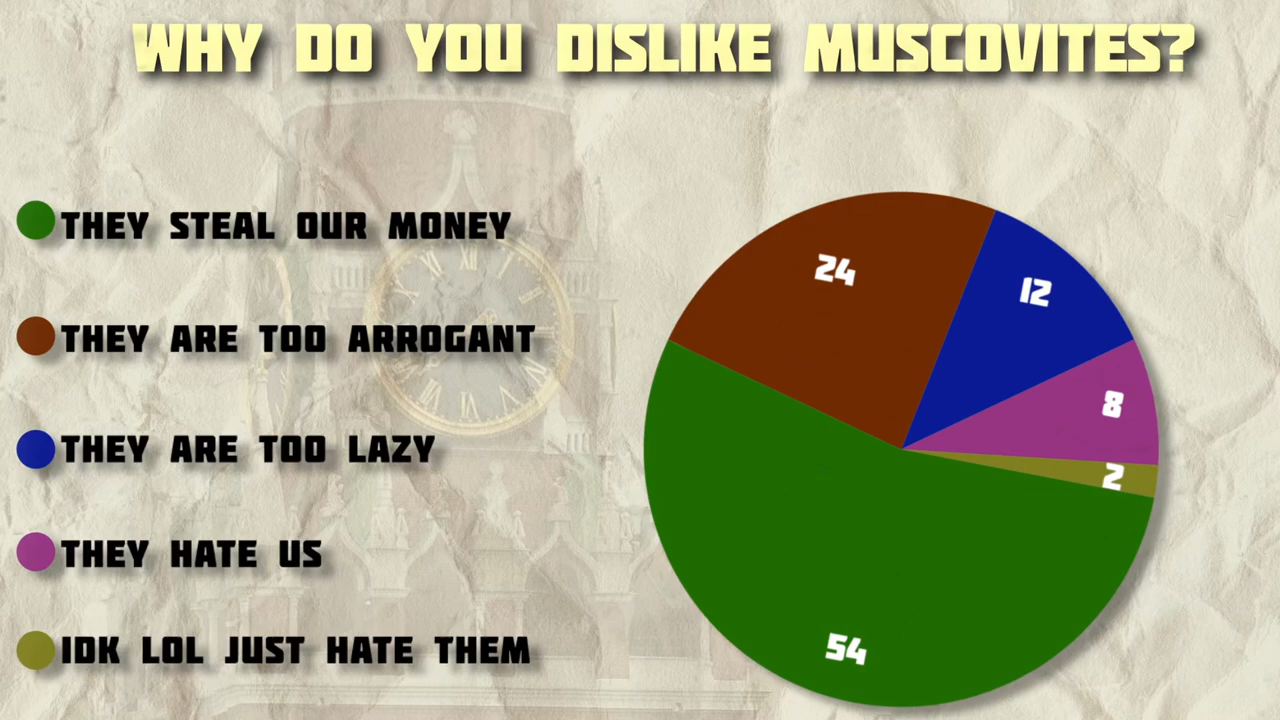 WHY DO YOU DISLIKE MUSCOVITES?
THEY STEAL OUR MONEY
THEY ARE TOO ARROGANT
THEY ARE TOO LAZY
THEY HATE US
IDK LOL JUST HATE THEM
24
12
8
2
54